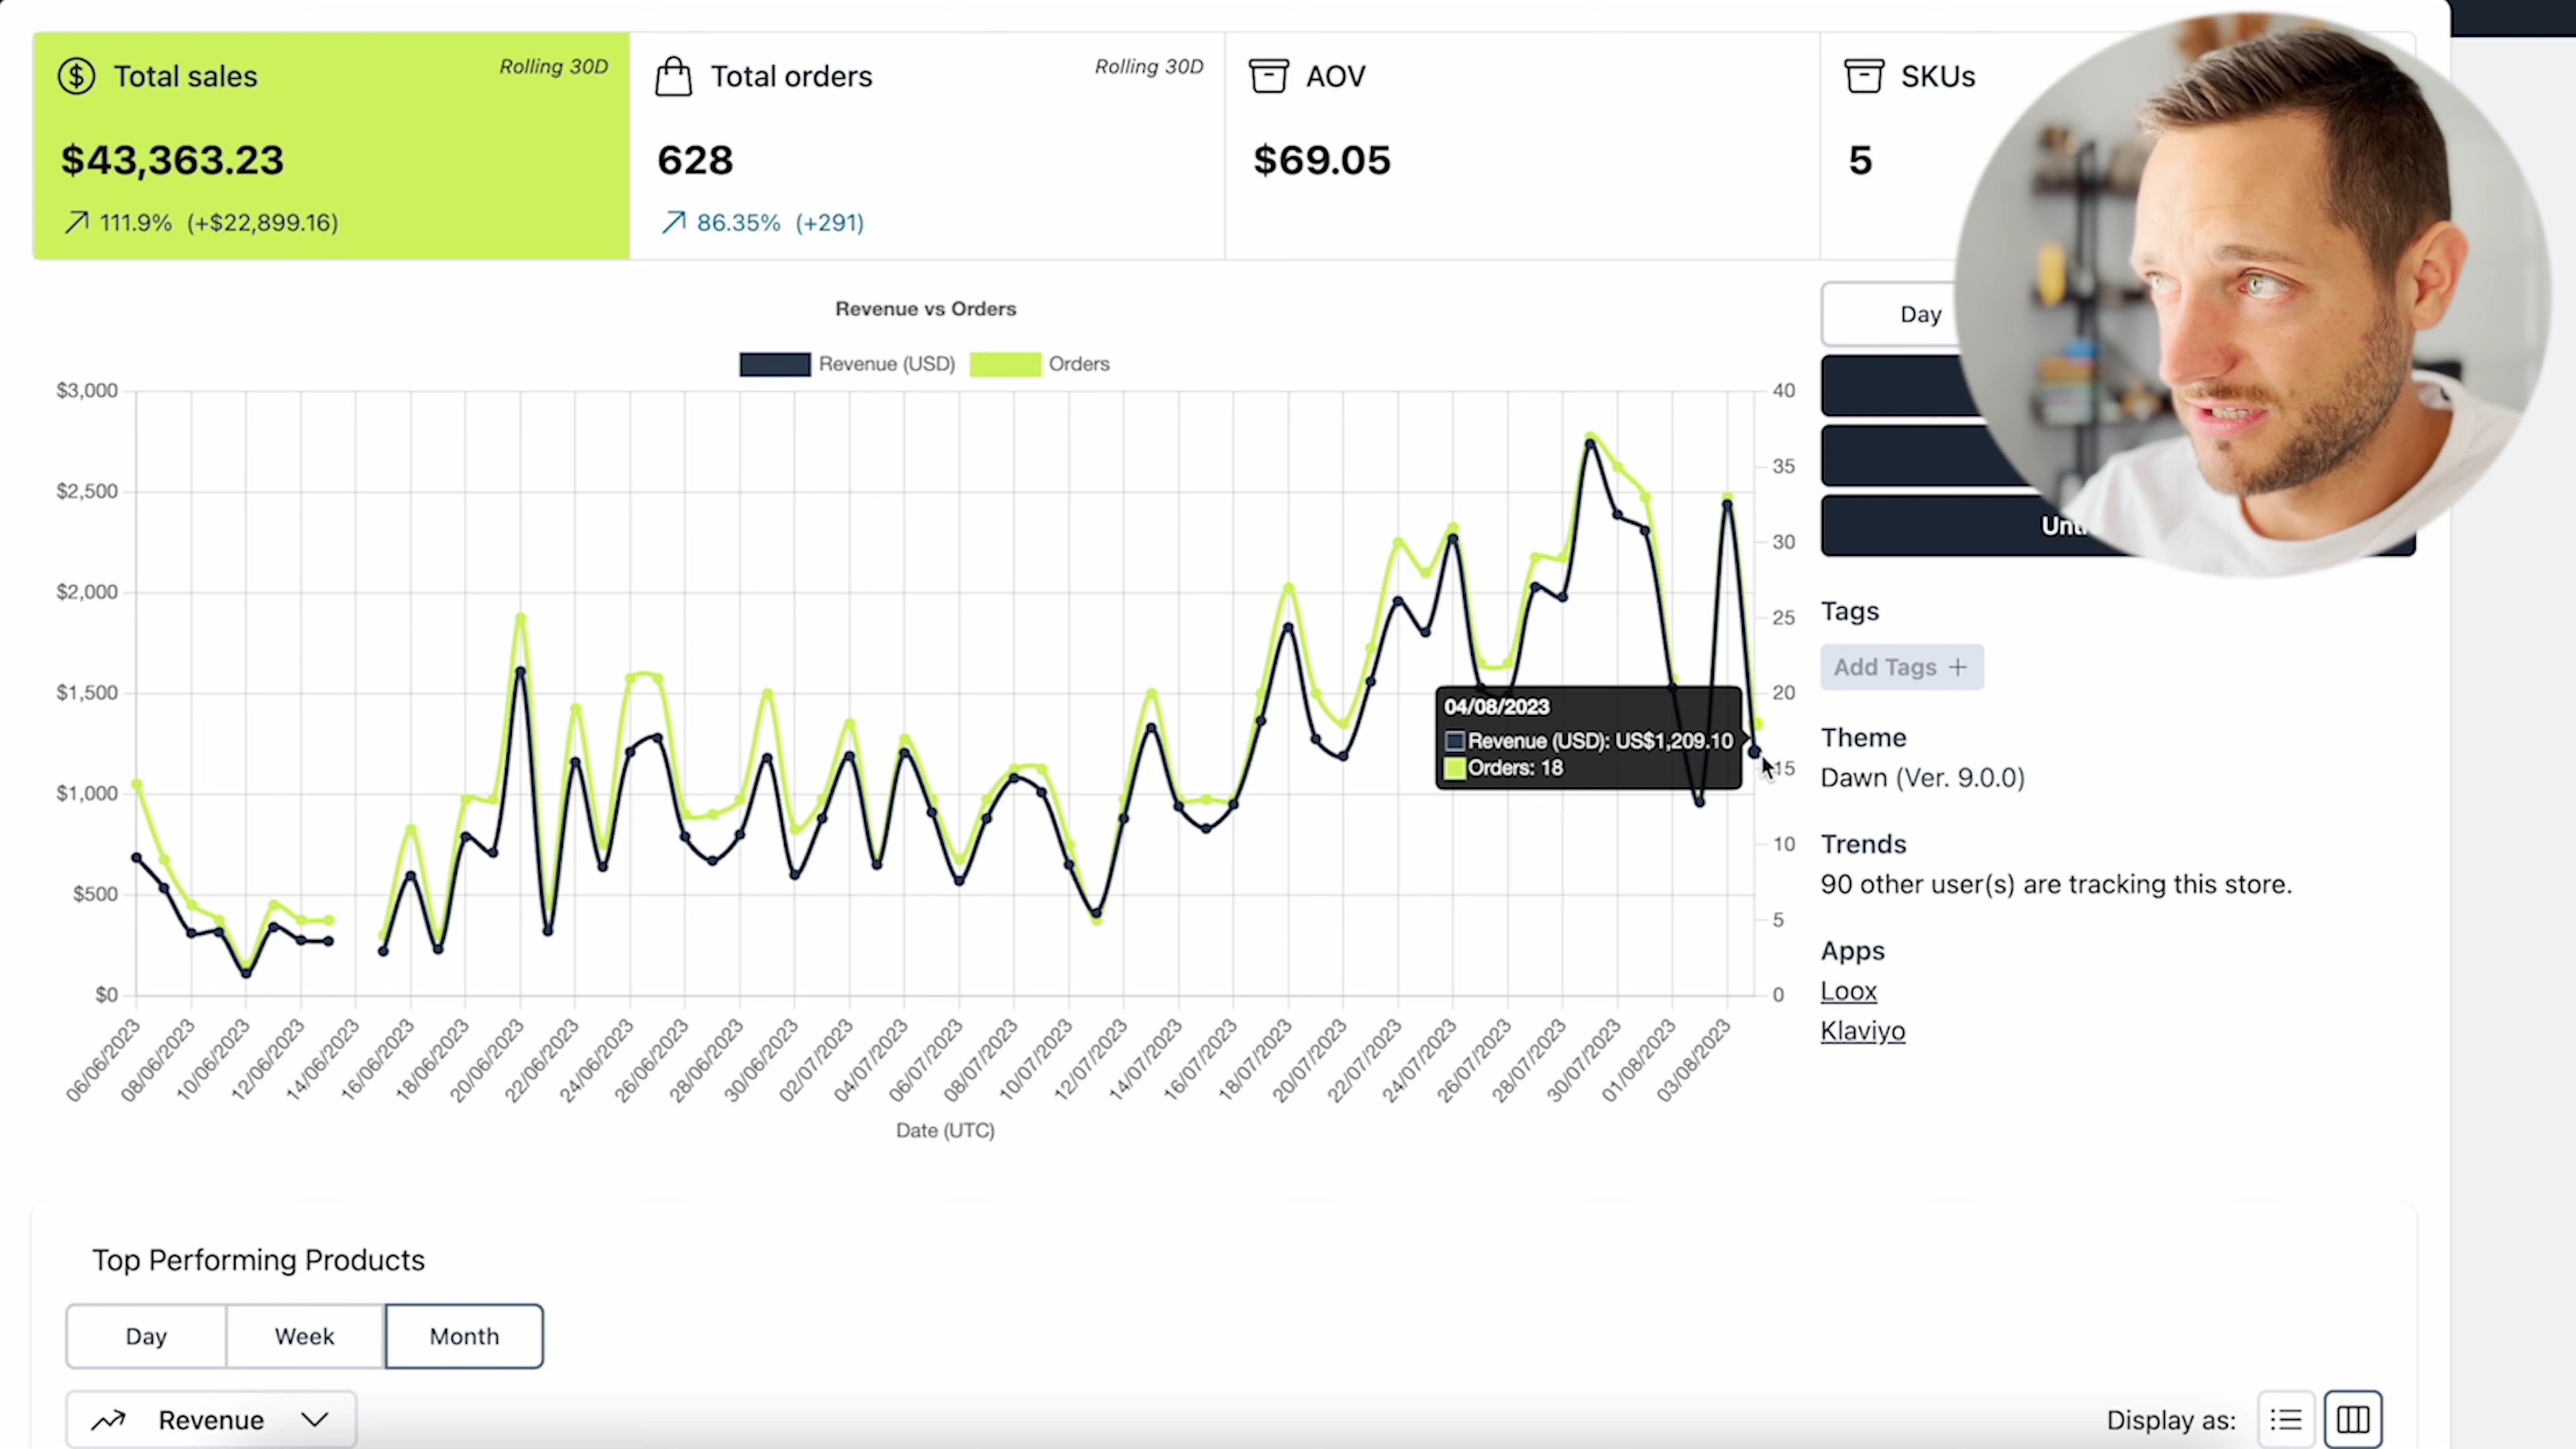 Total sales
Rolling 30D
$43,363.23
111.9% (+$22,899.16)
Total orders
Rolling 30D
628
86.35% (+291)
AOV
$69.05
SKUs
5
Revenue vs Orders
Revenue (USD)
Orders
$3,000
$2,500
$2,000
$1,500
$1,000
$500
$0
40
35
30
25
20
15
10
5
0
04/08/2023
Revenue (USD): US$1,209.10
Orders: 18
06/06/2023
08/06/2023
10/06/2023
12/06/2023
14/06/2023
16/06/2023
18/06/2023
20/06/2023
22/06/2023
24/06/2023
26/06/2023
28/06/2023
30/06/2023
02/07/2023
04/07/2023
06/07/2023
08/07/2023
10/07/2023
12/07/2023
14/07/2023
16/07/2023
18/07/2023
20/07/2023
22/07/2023
24/07/2023
26/07/2023
28/07/2023
30/07/2023
01/08/2023
03/08/2023
Date (UTC)
Day
Tags
Add Tags +
Theme
Dawn (Ver. 9.0.0)
Trends
90 other user(s) are tracking this store.
Apps
Loox
Klaviyo
Top Performing Products
Day
Week
Month
Revenue
Display as: